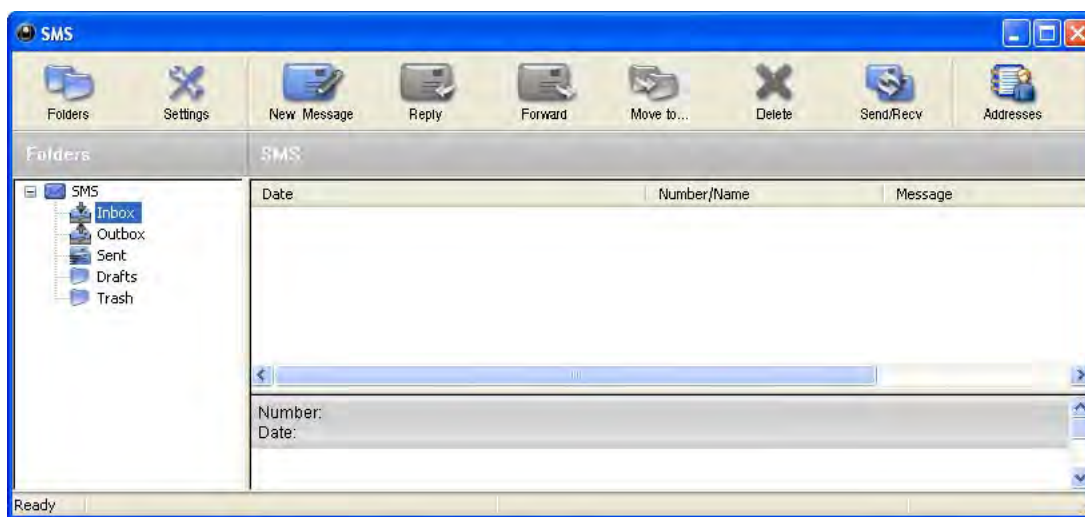 SMS
Folders Settings New Message Reply Forward Move to... Delete Send/Recv Addresses
Folders SMS
SMS Date Number/Name Message
Inbox
Outbox
Sent
Drafts
Trash
Number:
Date:
Ready